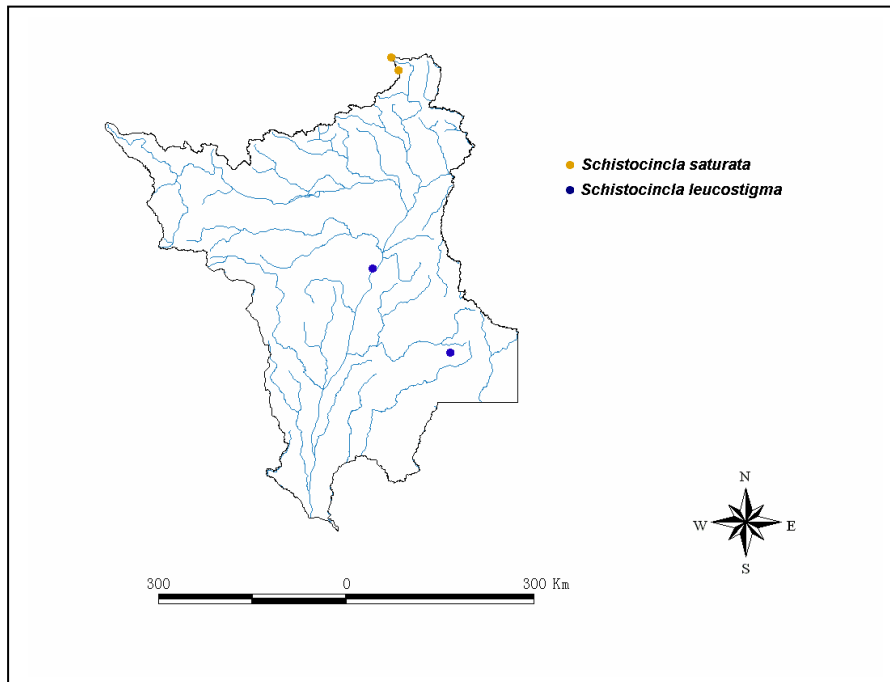 Schistocincla saturata
Schistocincla leucostigma
N
W E
S
300 0 300 Km